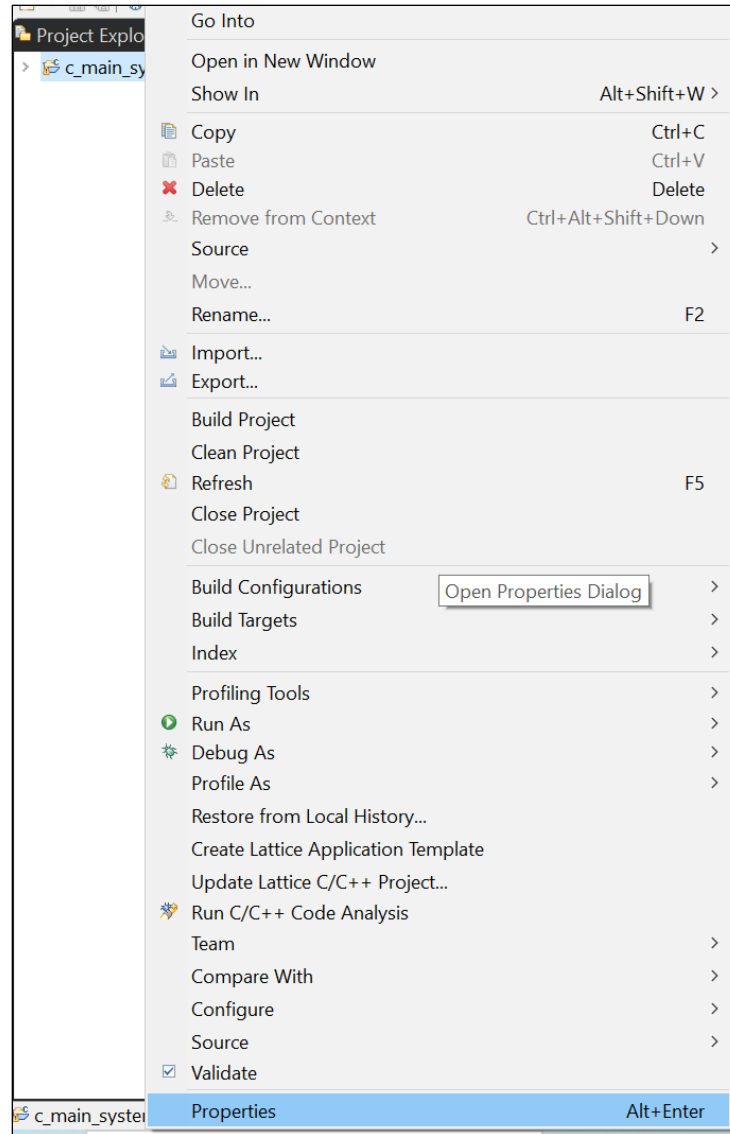 Go Into
Project Explo
c_main_sy
Open in New Window
Show In Alt+Shift+W >
Copy Ctrl+C
Paste Ctrl+V
Delete Delete
Remove from Context Ctrl+Alt+Shift+Down
Source >
Move...
Rename... F2
Import...
Export...
Build Project
Clean Project
Refresh F5
Close Project
Close Unrelated Project
Build Configurations >
Open Properties Dialog
Build Targets >
Index >
Profiling Tools >
Run As >
Debug As >
Profile As >
Restore from Local History...
Create Lattice Application Template
Update Lattice C/C++ Project...
Run C/C++ Code Analysis
Team >
Compare With >
Configure >
Source >
Validate
Properties Alt+Enter
c_main_syster